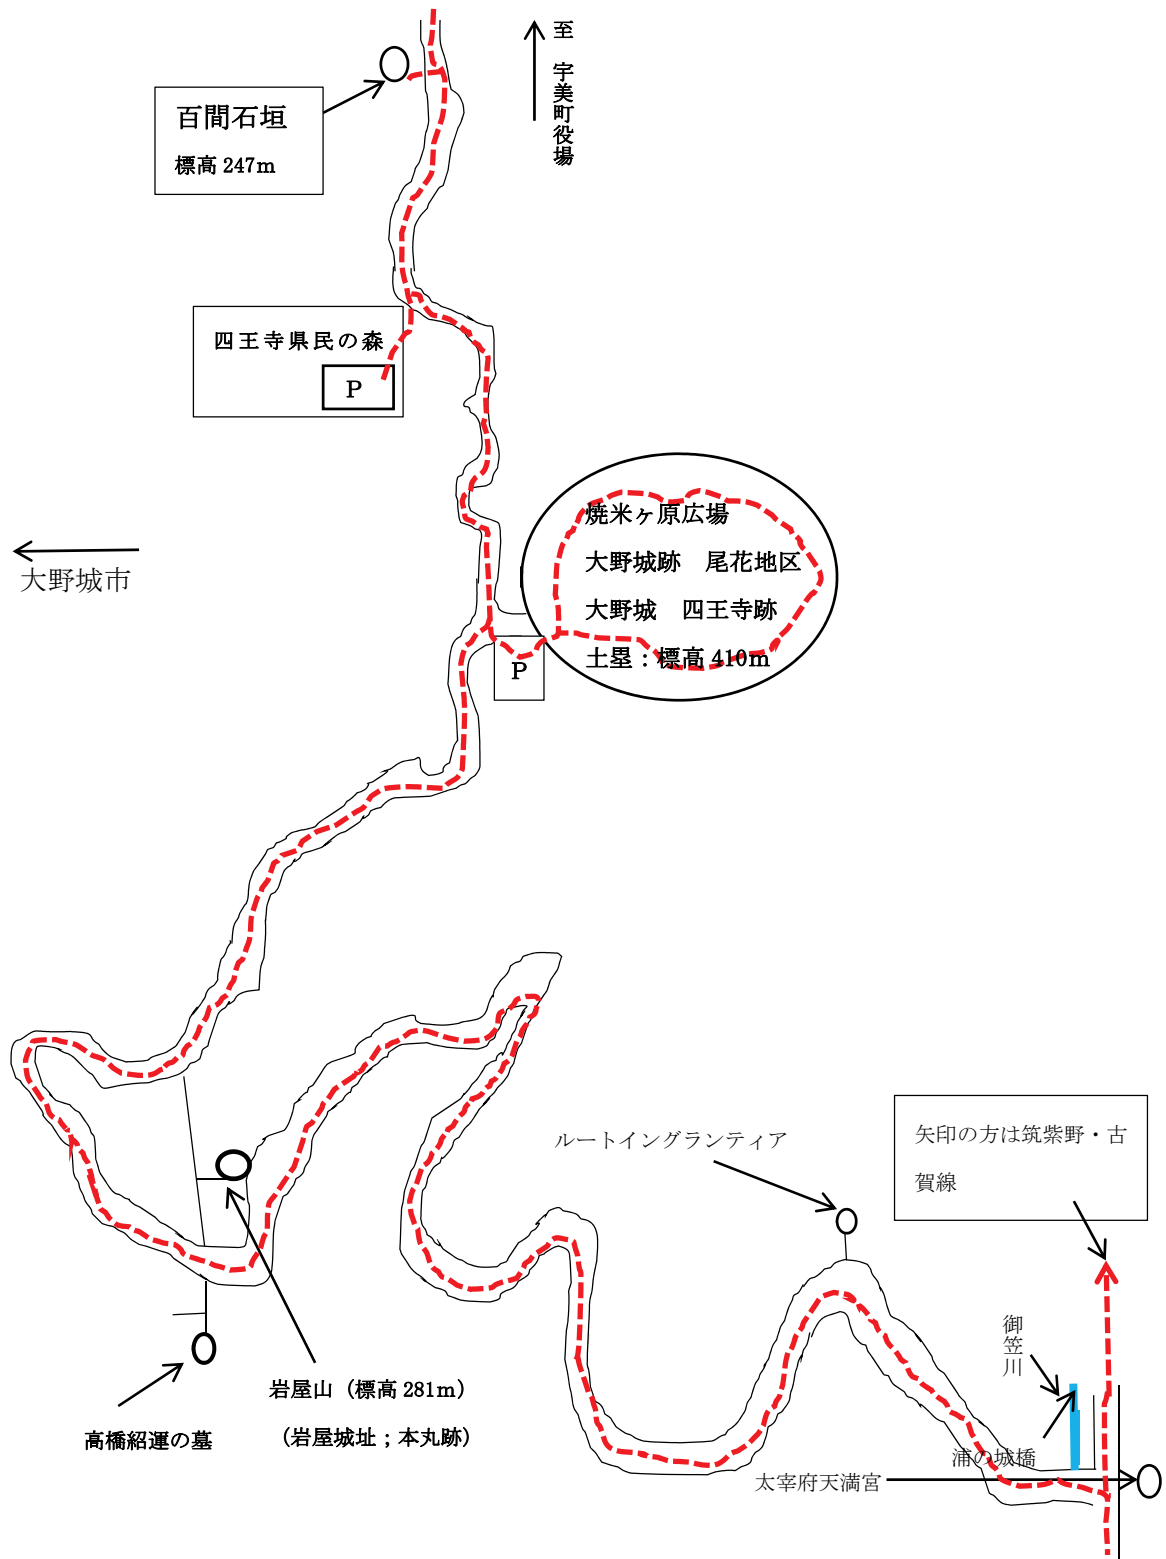 至　宇美町役場
百間石垣
標高 247m
四王寺県民の森
P
焼米ヶ原広場
大野城跡　尾花地区
大野城　四王寺跡
土塁：標高 410m
P
大野城市
ルートイングランティア
矢印の方は筑紫野・古
賀線
御笠川
浦の城橋
太宰府天満宮
岩屋山（標高 281m）
（岩屋城址；本丸跡）
高橋紹運の墓